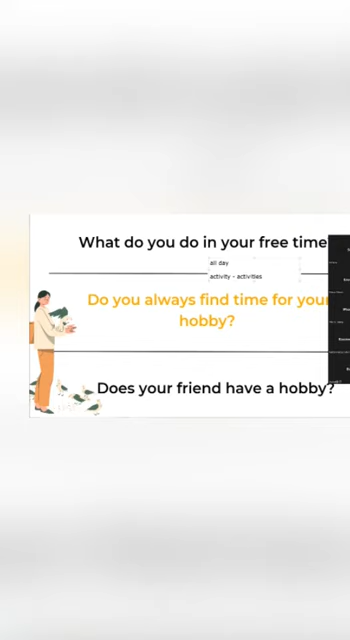 What do you do in your free time
all day
activity - activities
Do you always find time for your
hobby?
Does your friend have a hobby?